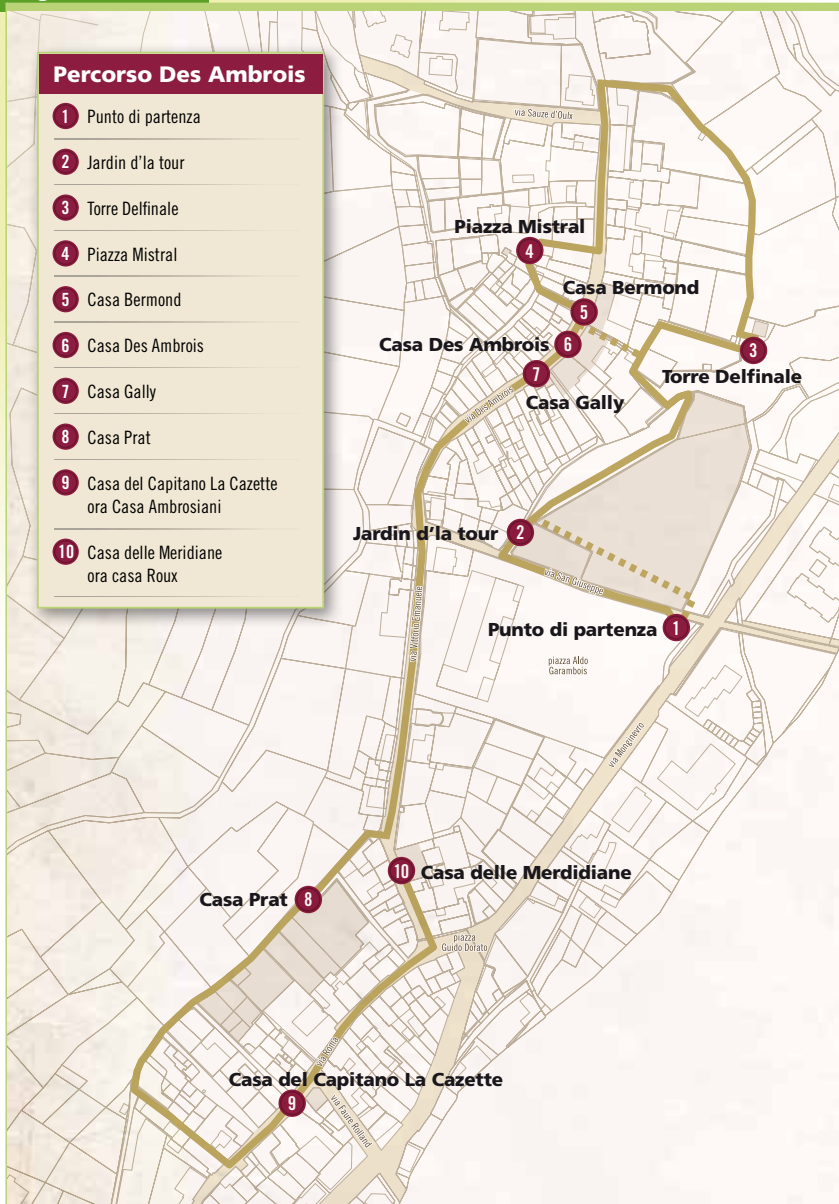 Percorso Des Ambrois
1 Punto di partenza
2 Jardin d'la tour
3 Torre Delfinale
4 Piazza Mistral
5 Casa Bermond
6 Casa Des Ambrois
7 Casa Gally
8 Casa Prat
9 Casa del Capitano La Cazette
ora Casa Ambrosiani
10 Casa delle Meridiane
ora casa Roux
via Sauze d'Oulx
Piazza Mistral
4
Casa Bermond
5
Casa Des Ambrois 6
3
Torre Delfinale
7
Casa Gally
via Des Ambrois
Jardin d'la tour 2
via San Giuseppe
via Vittorio Emanuele
Punto di partenza 1
piazza Aldo
Garambois
via Monginevro
10 Casa delle Merdidiane
Casa Prat 8
piazza
Guido Dorato
via Roma
Casa del Capitano La Cazette
9
via Faure Rolland